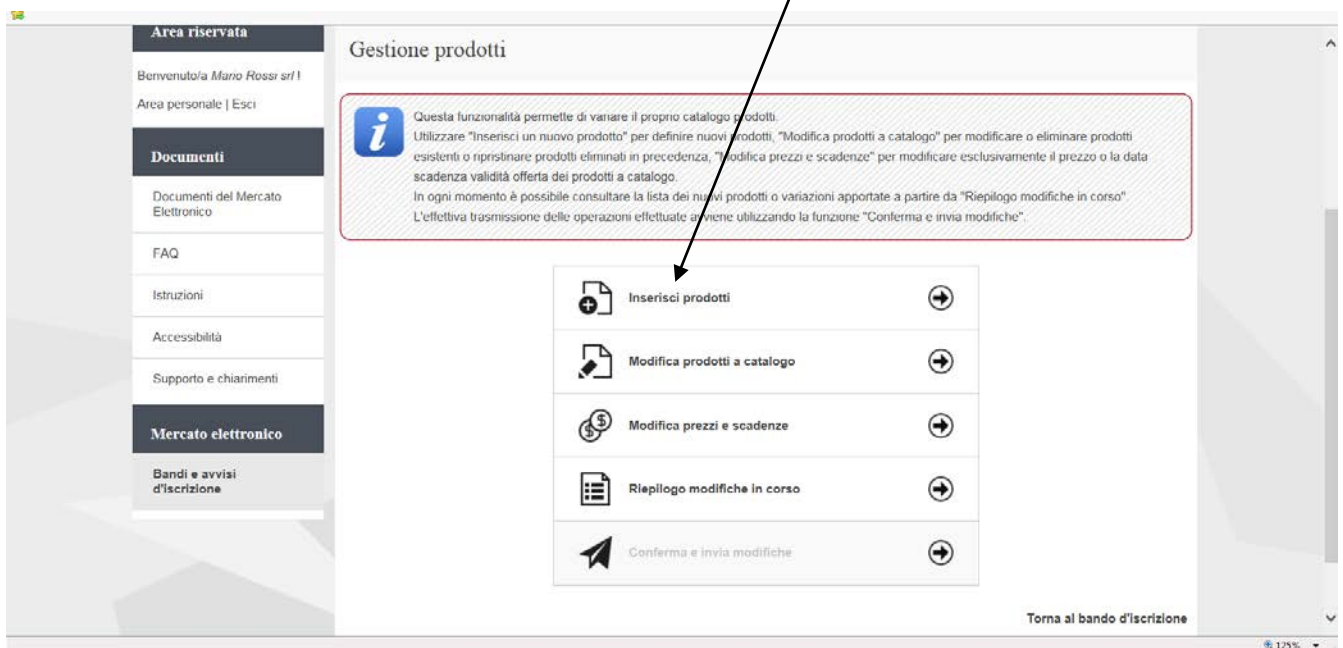 Area riservata
Benvenuto/a Mario Rossi srl !
Area personale | Esci
Documenti
Documenti del Mercato
Elettronico
FAQ
Istruzioni
Accessibilità
Supporto e chiarimenti
Mercato elettronico
Bandi e avvisi
d'iscrizione
Gestione prodotti
Questa funzionalità permette di variare il proprio catalogo prodotti.
Utilizzare "Inserisci un nuovo prodotto" per definire nuovi prodotti, "Modifica prodotti a catalogo" per modificare o eliminare prodotti
esistenti o ripristinare prodotti eliminati in precedenza, "Modifica prezzi e scadenze" per modificare esclusivamente il prezzo o la data
scadenza validità offerta dei prodotti a catalogo.
In ogni momento è possibile consultare la lista dei nuovi prodotti o variazioni apportate a partire da "Riepilogo modifiche in corso".
L'effettiva trasmissione delle operazioni effettuate avviene utilizzando la funzione "Conferma e invia modifiche".
Inserisci prodotti
Modifica prodotti a catalogo
Modifica prezzi e scadenze
Riepilogo modifiche in corso
Conferma e invia modifiche
Torna al bando d'iscrizione
125%